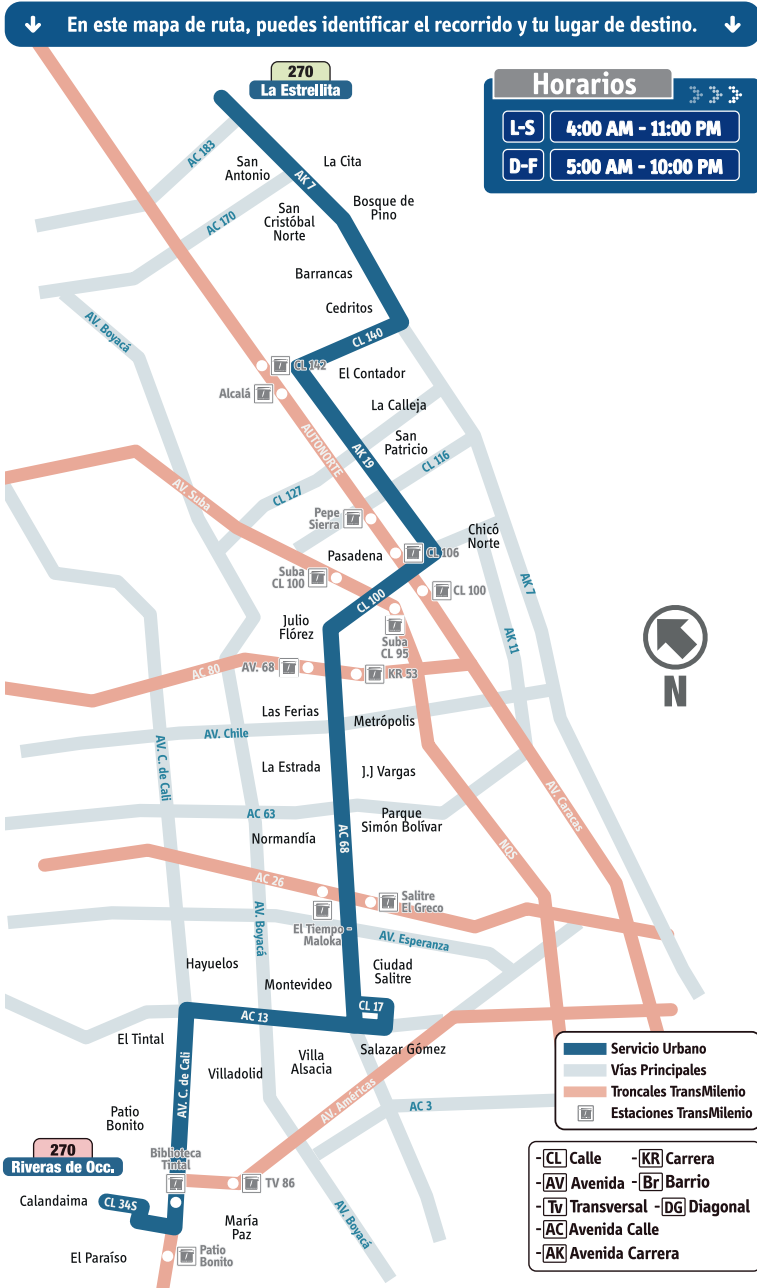 En este mapa de ruta, puedes identificar el recorrido y tu lugar de destino.
270
La Estrellita
Horarios
L-S 4:00 AM - 11:00 PM
D-F 5:00 AM - 10:00 PM
AC 183
San
Antonio
La Cita
AK 7
AC 170
San
Cristóbal
Norte
Bosque de
Pino
Barrancas
Cedritos
AV. Boyacá
CL 140
CL 142
El Contador
Alcalá
La Calleja
AUTONORTE
AK 19
San
Patricio
CL 116
AV. Suba
CL 127
Pepe
Sierra
Chicó
Norte
Pasadena
CL 106
Suba
CL 100
CL 100
CL 100
AK 7
Julio
Flórez
Suba
CL 95
AK 11
AC 80
AV. 68
KR 53
N
Las Ferias
Metrópolis
AV. Chile
AV. C. de Cali
La Estrada
J.J Vargas
AV. Caracas
AC 63
Parque
Simón Bolívar
Normandía
AC 68
NQS
AC 26
Salitre
El Greco
AV. Boyacá
El Tiempo -
Maloka
AV. Esperanza
Hayuelos
Ciudad
Salitre
Montevideo
CL 17
AC 13
El Tintal
Salazar Gómez
Villa
Alsacia
Villadolid
AV. C. de Cali
AV. Américas
AC 3
Patio
Bonito
270
Riveras de Occ.
Biblioteca
Tintal
TV 86
Calandaima
CL 34S
María
Paz
AV. Boyacá
El Paraíso
Patio
Bonito
Servicio Urbano
Vías Principales
Troncales TransMilenio
Estaciones TransMilenio
-CL Calle -KR Carrera
-AV Avenida -Br Barrio
-Tv Transversal -DG Diagonal
-AC Avenida Calle
-AK Avenida Carrera